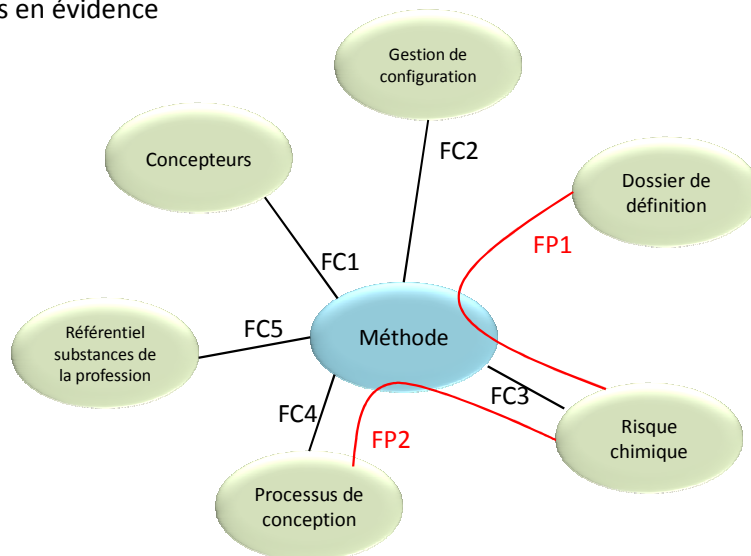 s en évidence
Gestion de
configuration
Concepteurs
FC2
Dossier de
définition
FP1
FC1
FC5
Méthode
Référentiel
substances de
la profession
FC3
FC4
FP2
Risque
chimique
Processus de
conception